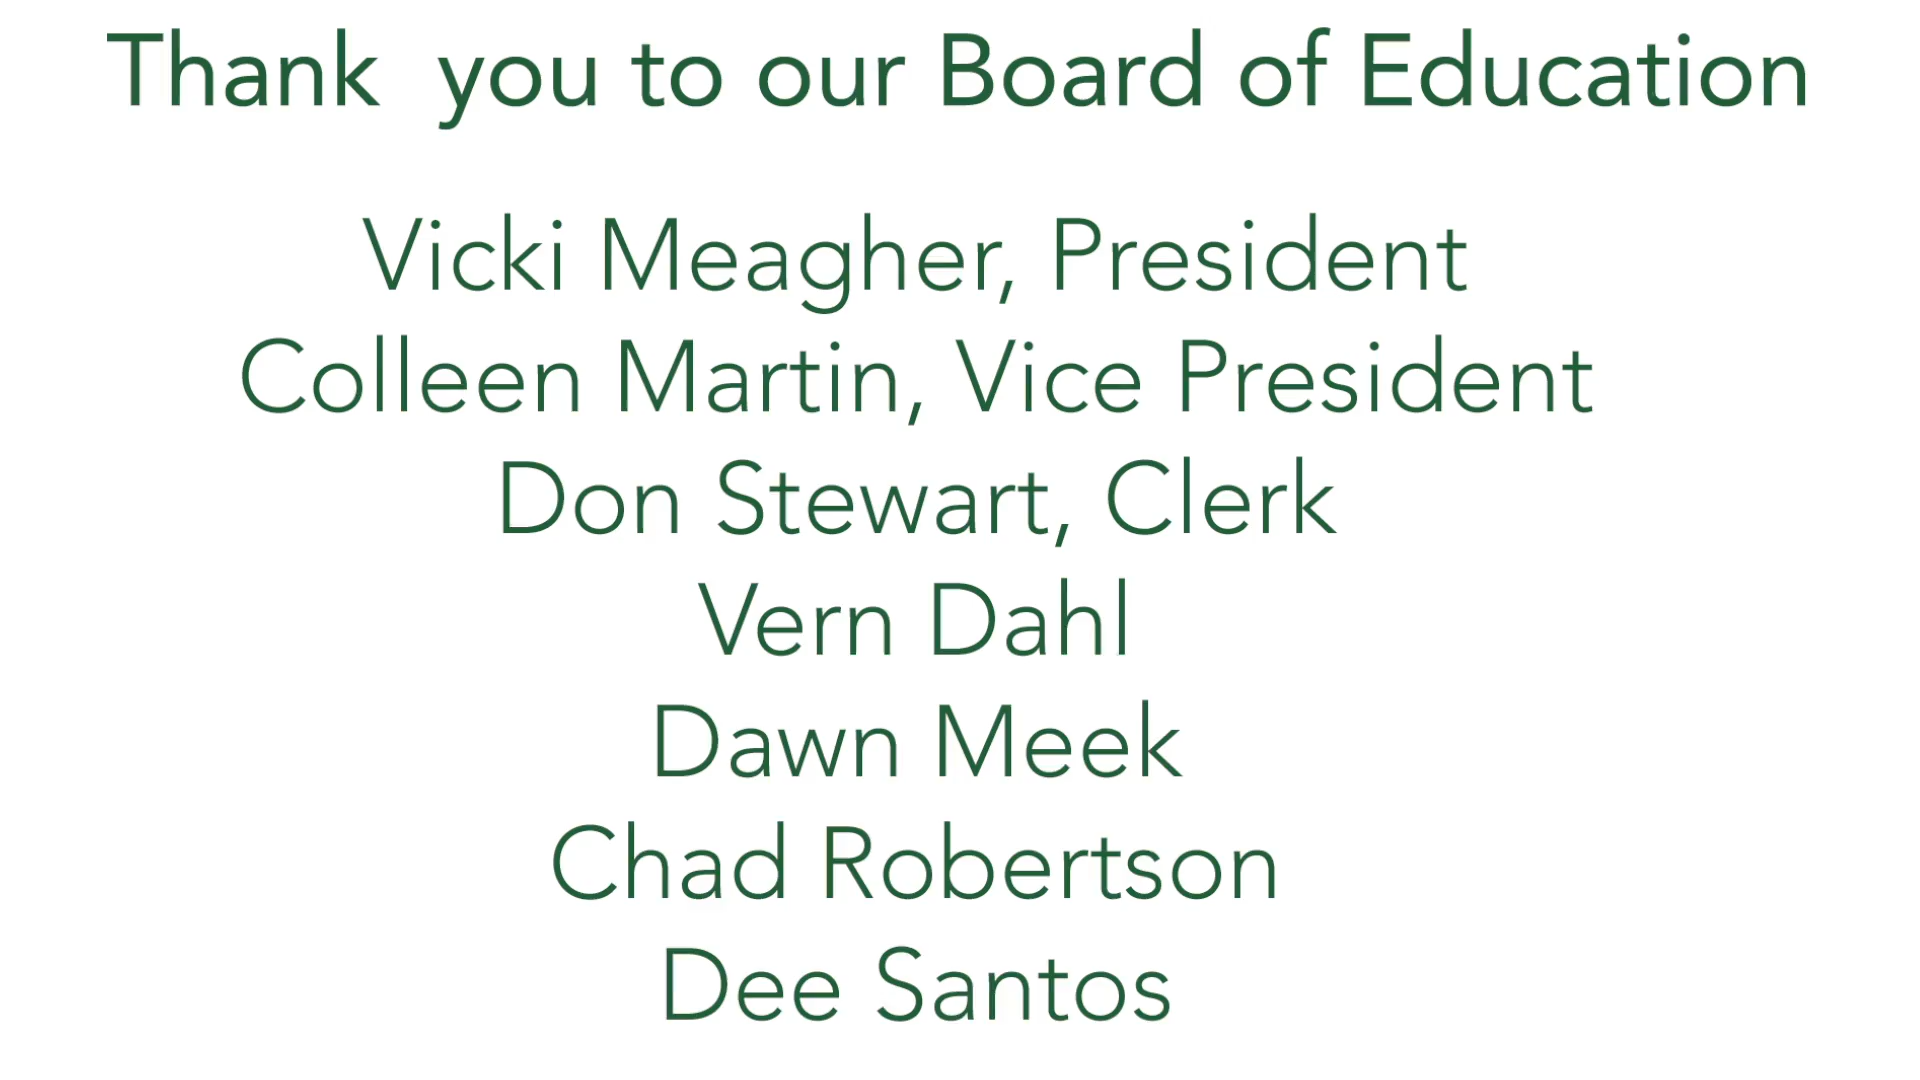 Thank  you to our Board of Education
Vicki Meagher, President
Colleen Martin, Vice President
Don Stewart, Clerk
Vern Dahl
Dawn Meek
Chad Robertson
Dee Santos